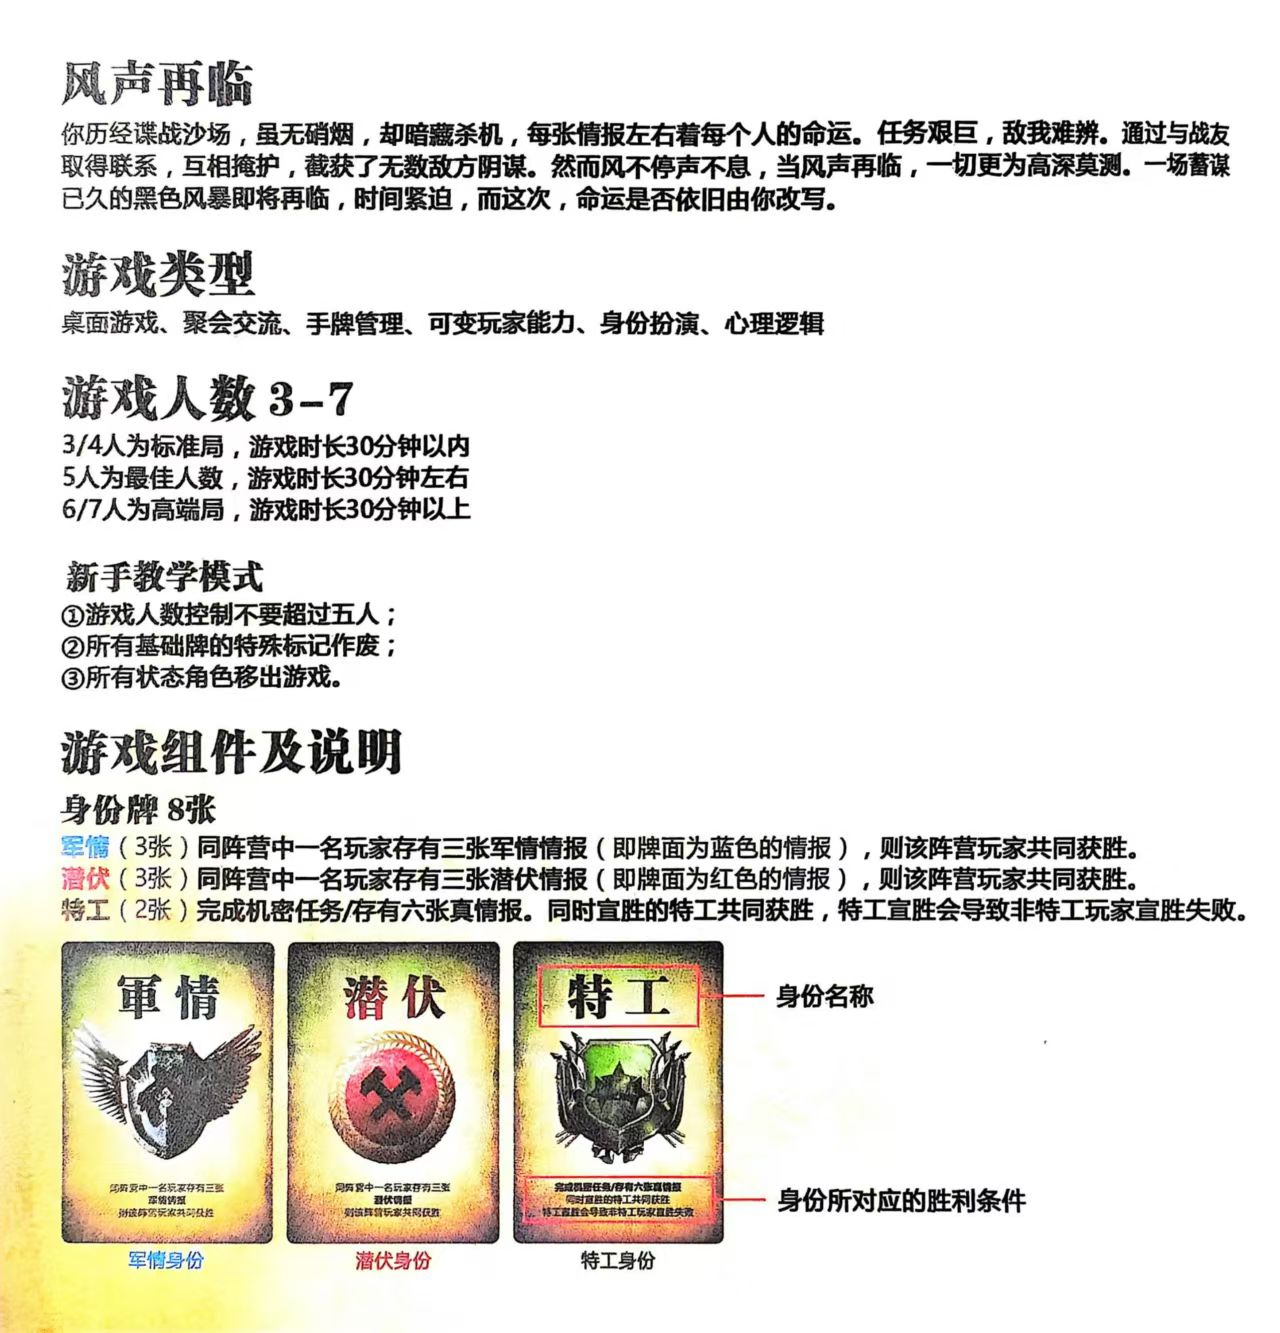 风声再临
你历经谍战沙场，虽无硝烟，却暗藏杀机，每张情报左右着每个人的命运。任务艰巨，敌我难辨。通过与战友
取得联系，互相掩护，截获了无数敌方阴谋。然而风不停声不息，当风声再临，一切更为高深莫测。一场蓄谋
已久的黑色风暴即将再临，时间紧迫，而这次，命运是否依旧由你改写。
游戏类型
桌面游戏、聚会交流、手牌管理、可变玩家能力、身份扮演、心理逻辑
游戏人数 3-7
3/4人为标准局，游戏时长30分钟以内
5人为最佳人数，游戏时长30分钟左右
6/7人为高端局，游戏时长30分钟以上
新手教学模式
①游戏人数控制不要超过五人；
②所有基础牌的特殊标记作废；
③所有状态角色移出游戏。
游戏组件及说明
身份牌 8张
军情（3张）同阵营中一名玩家存有三张军情情报（即牌面为蓝色的情报），则该阵营玩家共同获胜。
潜伏（3张）同阵营中一名玩家存有三张潜伏情报（即牌面为红色的情报），则该阵营玩家共同获胜。
特工（2张）完成机密任务/存有六张真情报。同时宣胜的特工共同获胜，特工宣胜会导致非特工玩家宣胜失败。
軍情
同阵营中一名玩家存有三张
军情情报
则该阵营玩家共同获胜
军情身份
潜伏
同阵营中一名玩家存有三张
潜伏情报
则该阵营玩家共同获胜
潜伏身份
特工
完成机密任务/存有六张真情报
同时宣胜的特工共同获胜
特工宣胜会导致非特工玩家宣胜失败
特工身份
身份名称
身份所对应的胜利条件